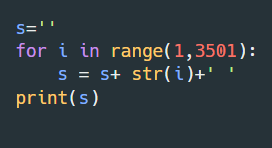 s=''
for i in range(1,3501):
    s = s+ str(i)+' '
print(s)